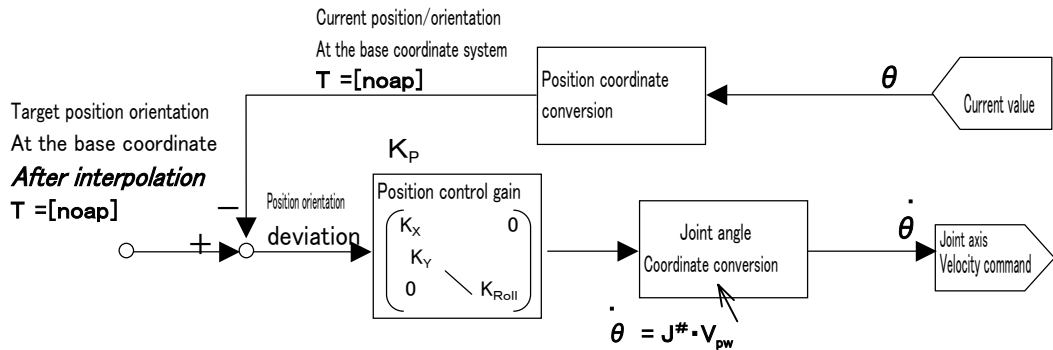 Current position/orientation
At the base coordinate system
T =[noap]
Position coordinate
conversion
θ
Current value
Target position orientation
At the base coordinate
After interpolation
T =[noap]
−
+
Position orientation
deviation
KP
Position control gain
KX 0
KY
0 KRoll
Joint angle
Coordinate conversion
θ̇
Joint axis
Velocity command
θ̇ = J#・Vpw